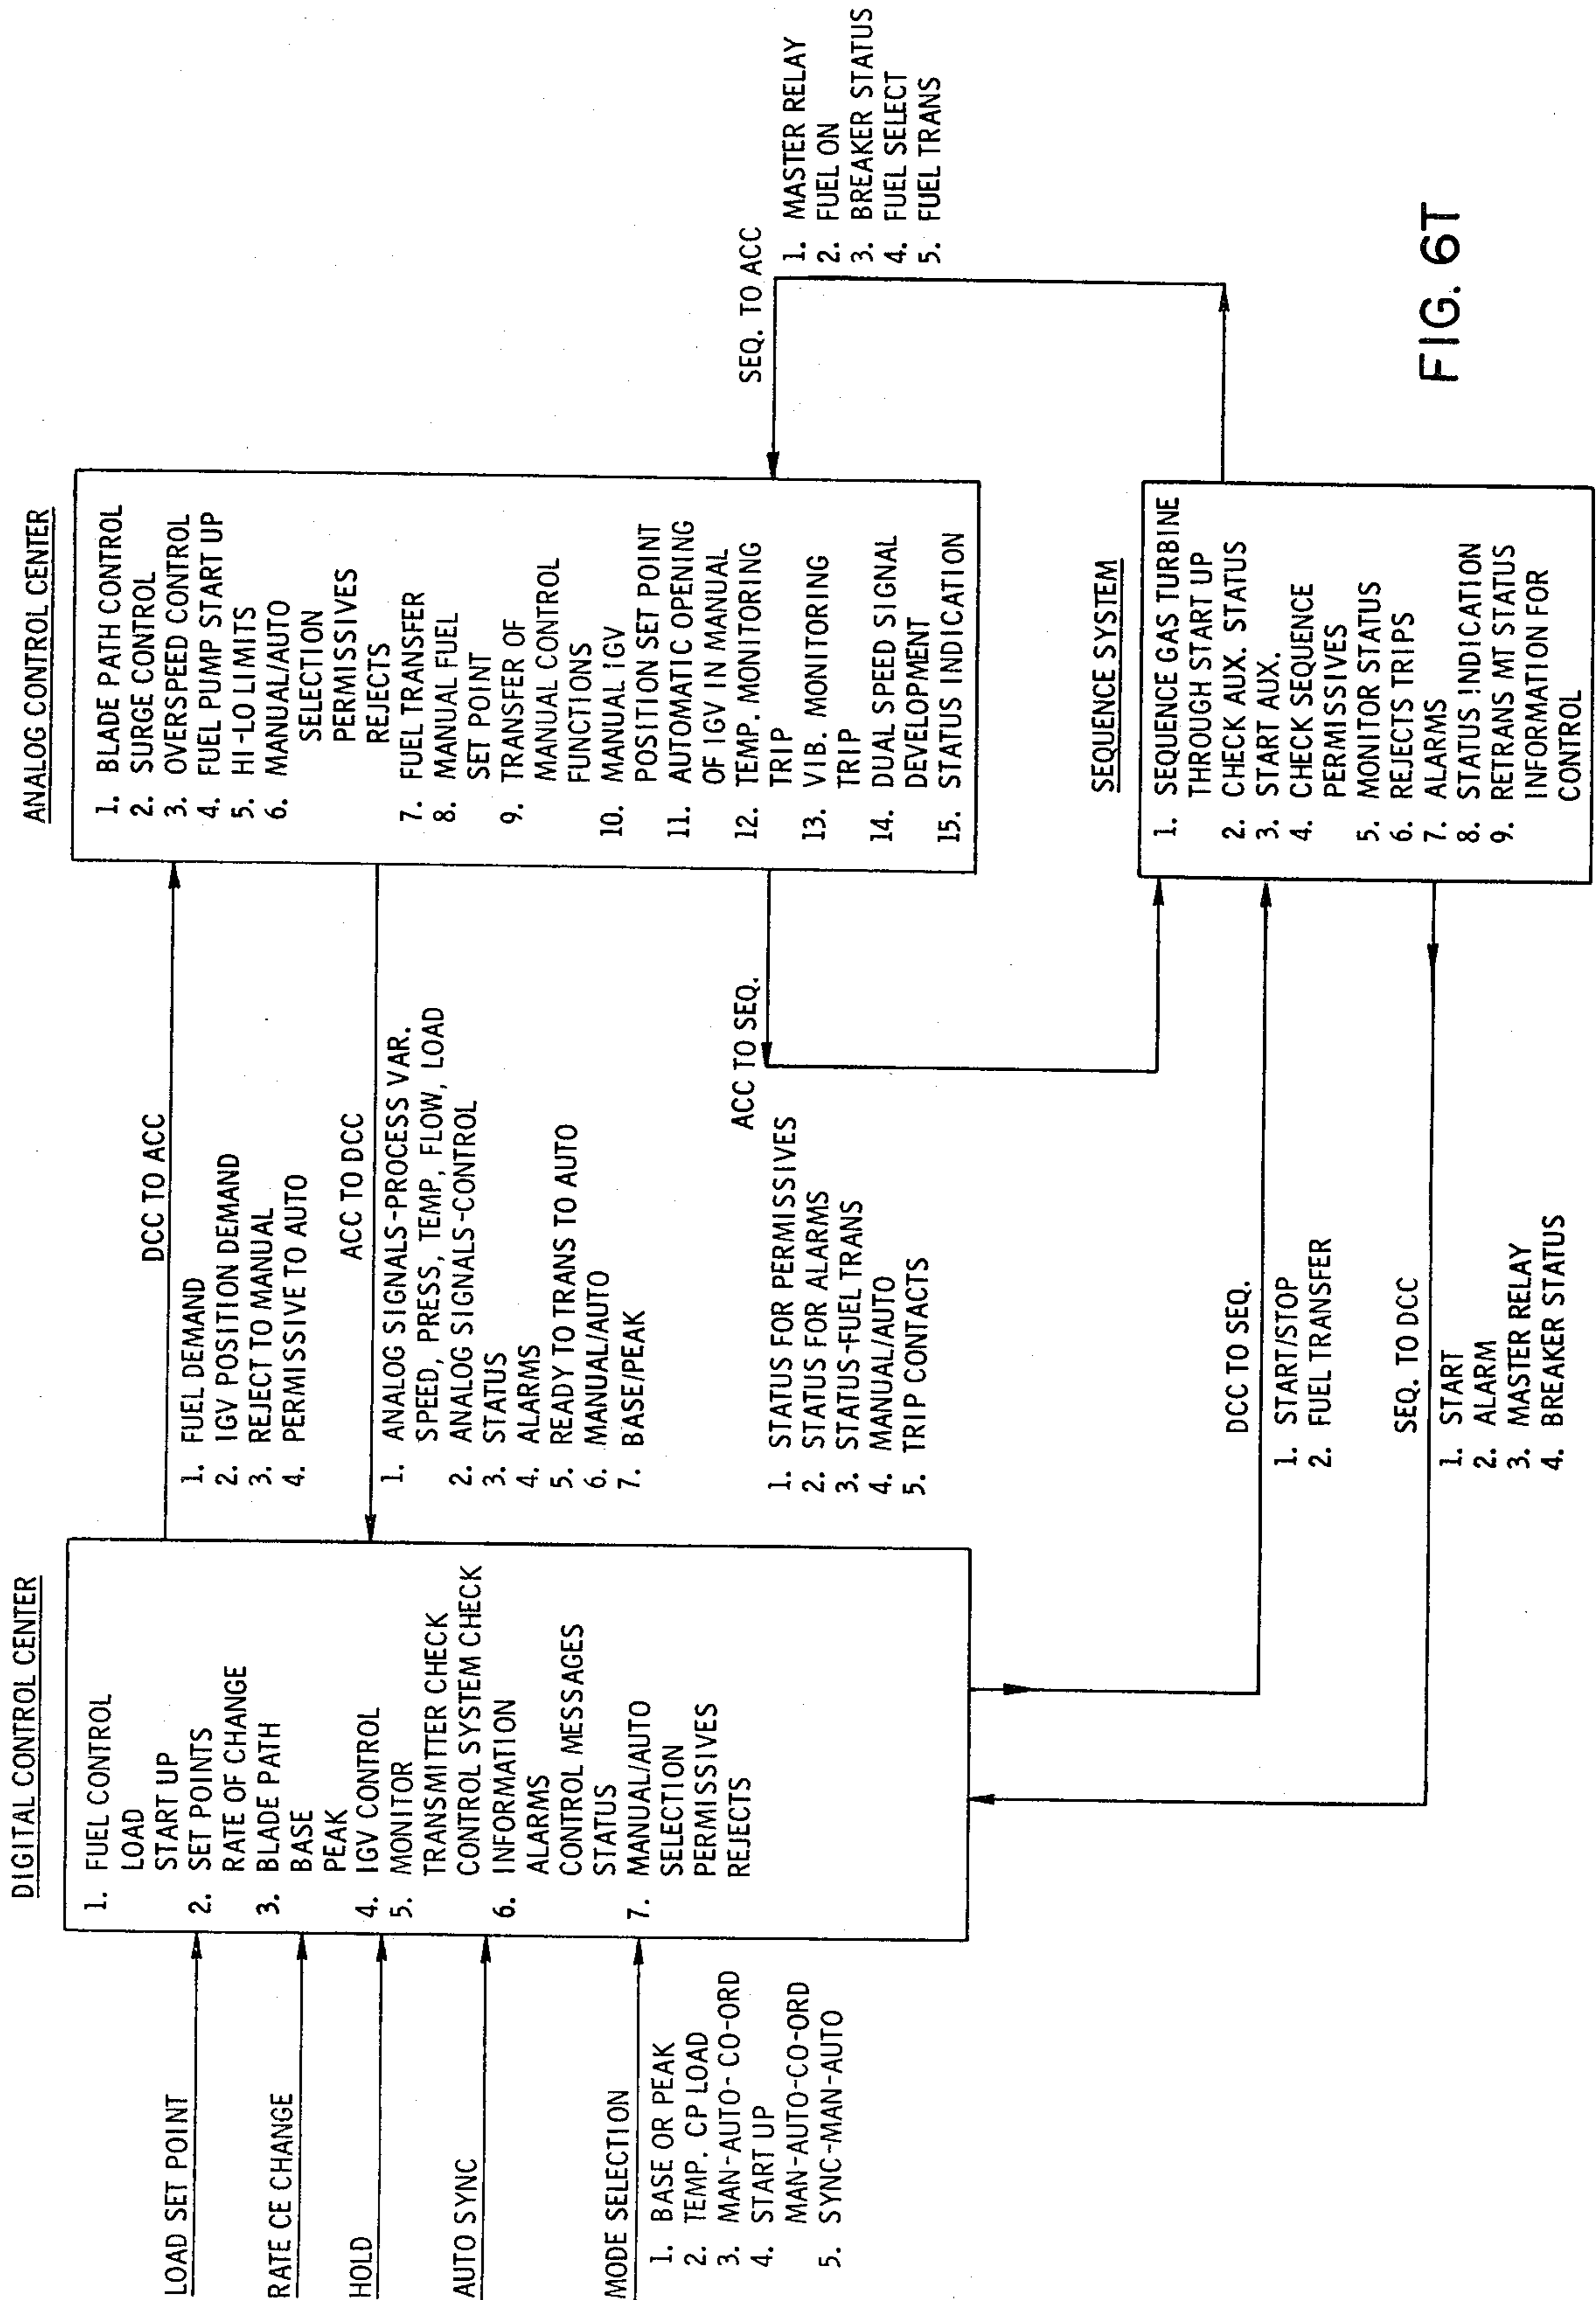 DIGITAL CONTROL CENTER
LOAD SET POINT
RATE CE CHANGE
HOLD
AUTO SYNC
MODE SELECTION
1. BASE OR PEAK
2. TEMP. CP LOAD
3. MAN-AUTO-CO-ORD
4. START UP
MAN-AUTO-CO-ORD
5. SYNC-MAN-AUTO
1. FUEL CONTROL
LOAD
START UP
2. SET POINTS
RATE OF CHANGE
3. BLADE PATH
BASE
PEAK
4. IGV CONTROL
5. MONITOR
TRANSMITTER CHECK
CONTROL SYSTEM CHECK
6. INFORMATION
ALARMS
CONTROL MESSAGES
STATUS
7. MANUAL/AUTO
SELECTION
PERMISSIVES
REJECTS
DCC TO ACC
1. FUEL DEMAND
2. IGV POSITION DEMAND
3. REJECT TO MANUAL
4. PERMISSIVE TO AUTO
ACC TO DCC
1. ANALOG SIGNALS-PROCESS VAR.
SPEED, PRESS, TEMP, FLOW, LOAD
2. ANALOG SIGNALS-CONTROL
3. STATUS
4. ALARMS
5. READY TO TRANS TO AUTO
6. MANUAL/AUTO
7. BASE/PEAK
ACC TO SEQ.
1. STATUS FOR PERMISSIVES
2. STATUS FOR ALARMS
3. STATUS-FUEL TRANS
4. MANUAL/AUTO
5. TRIP CONTACTS
DCC TO SEQ.
1. START/STOP
2. FUEL TRANSFER
SEQ. TO DCC
1. START
2. ALARM
3. MASTER RELAY
4. BREAKER STATUS
ANALOG CONTROL CENTER
1. BLADE PATH CONTROL
2. SURGE CONTROL
3. OVERSPEED CONTROL
4. FUEL PUMP START UP
5. HI-LO LIMITS
6. MANUAL/AUTO
SELECTION
PERMISSIVES
REJECTS
7. FUEL TRANSFER
8. MANUAL FUEL
SET POINT
9. TRANSFER OF
MANUAL CONTROL
FUNCTIONS
10. MANUAL IGV
POSITION SET POINT
11. AUTOMATIC OPENING
OF IGV IN MANUAL
12. TEMP. MONITORING
TRIP
13. VIB. MONITORING
TRIP
14. DUAL SPEED SIGNAL
DEVELOPMENT
15. STATUS INDICATION
SEQUENCE SYSTEM
1. SEQUENCE GAS TURBINE
THROUGH START UP
2. CHECK AUX. STATUS
3. START AUX.
4. CHECK SEQUENCE
PERMISSIVES
5. MONITOR STATUS
6. REJECTS TRIPS
7. ALARMS
8. STATUS INDICATION
9. RETRANS MT STATUS
INFORMATION FOR
CONTROL
SEQ. TO ACC
1. MASTER RELAY
2. FUEL ON
3. BREAKER STATUS
4. FUEL SELECT
5. FUEL TRANS
FIG. 6T